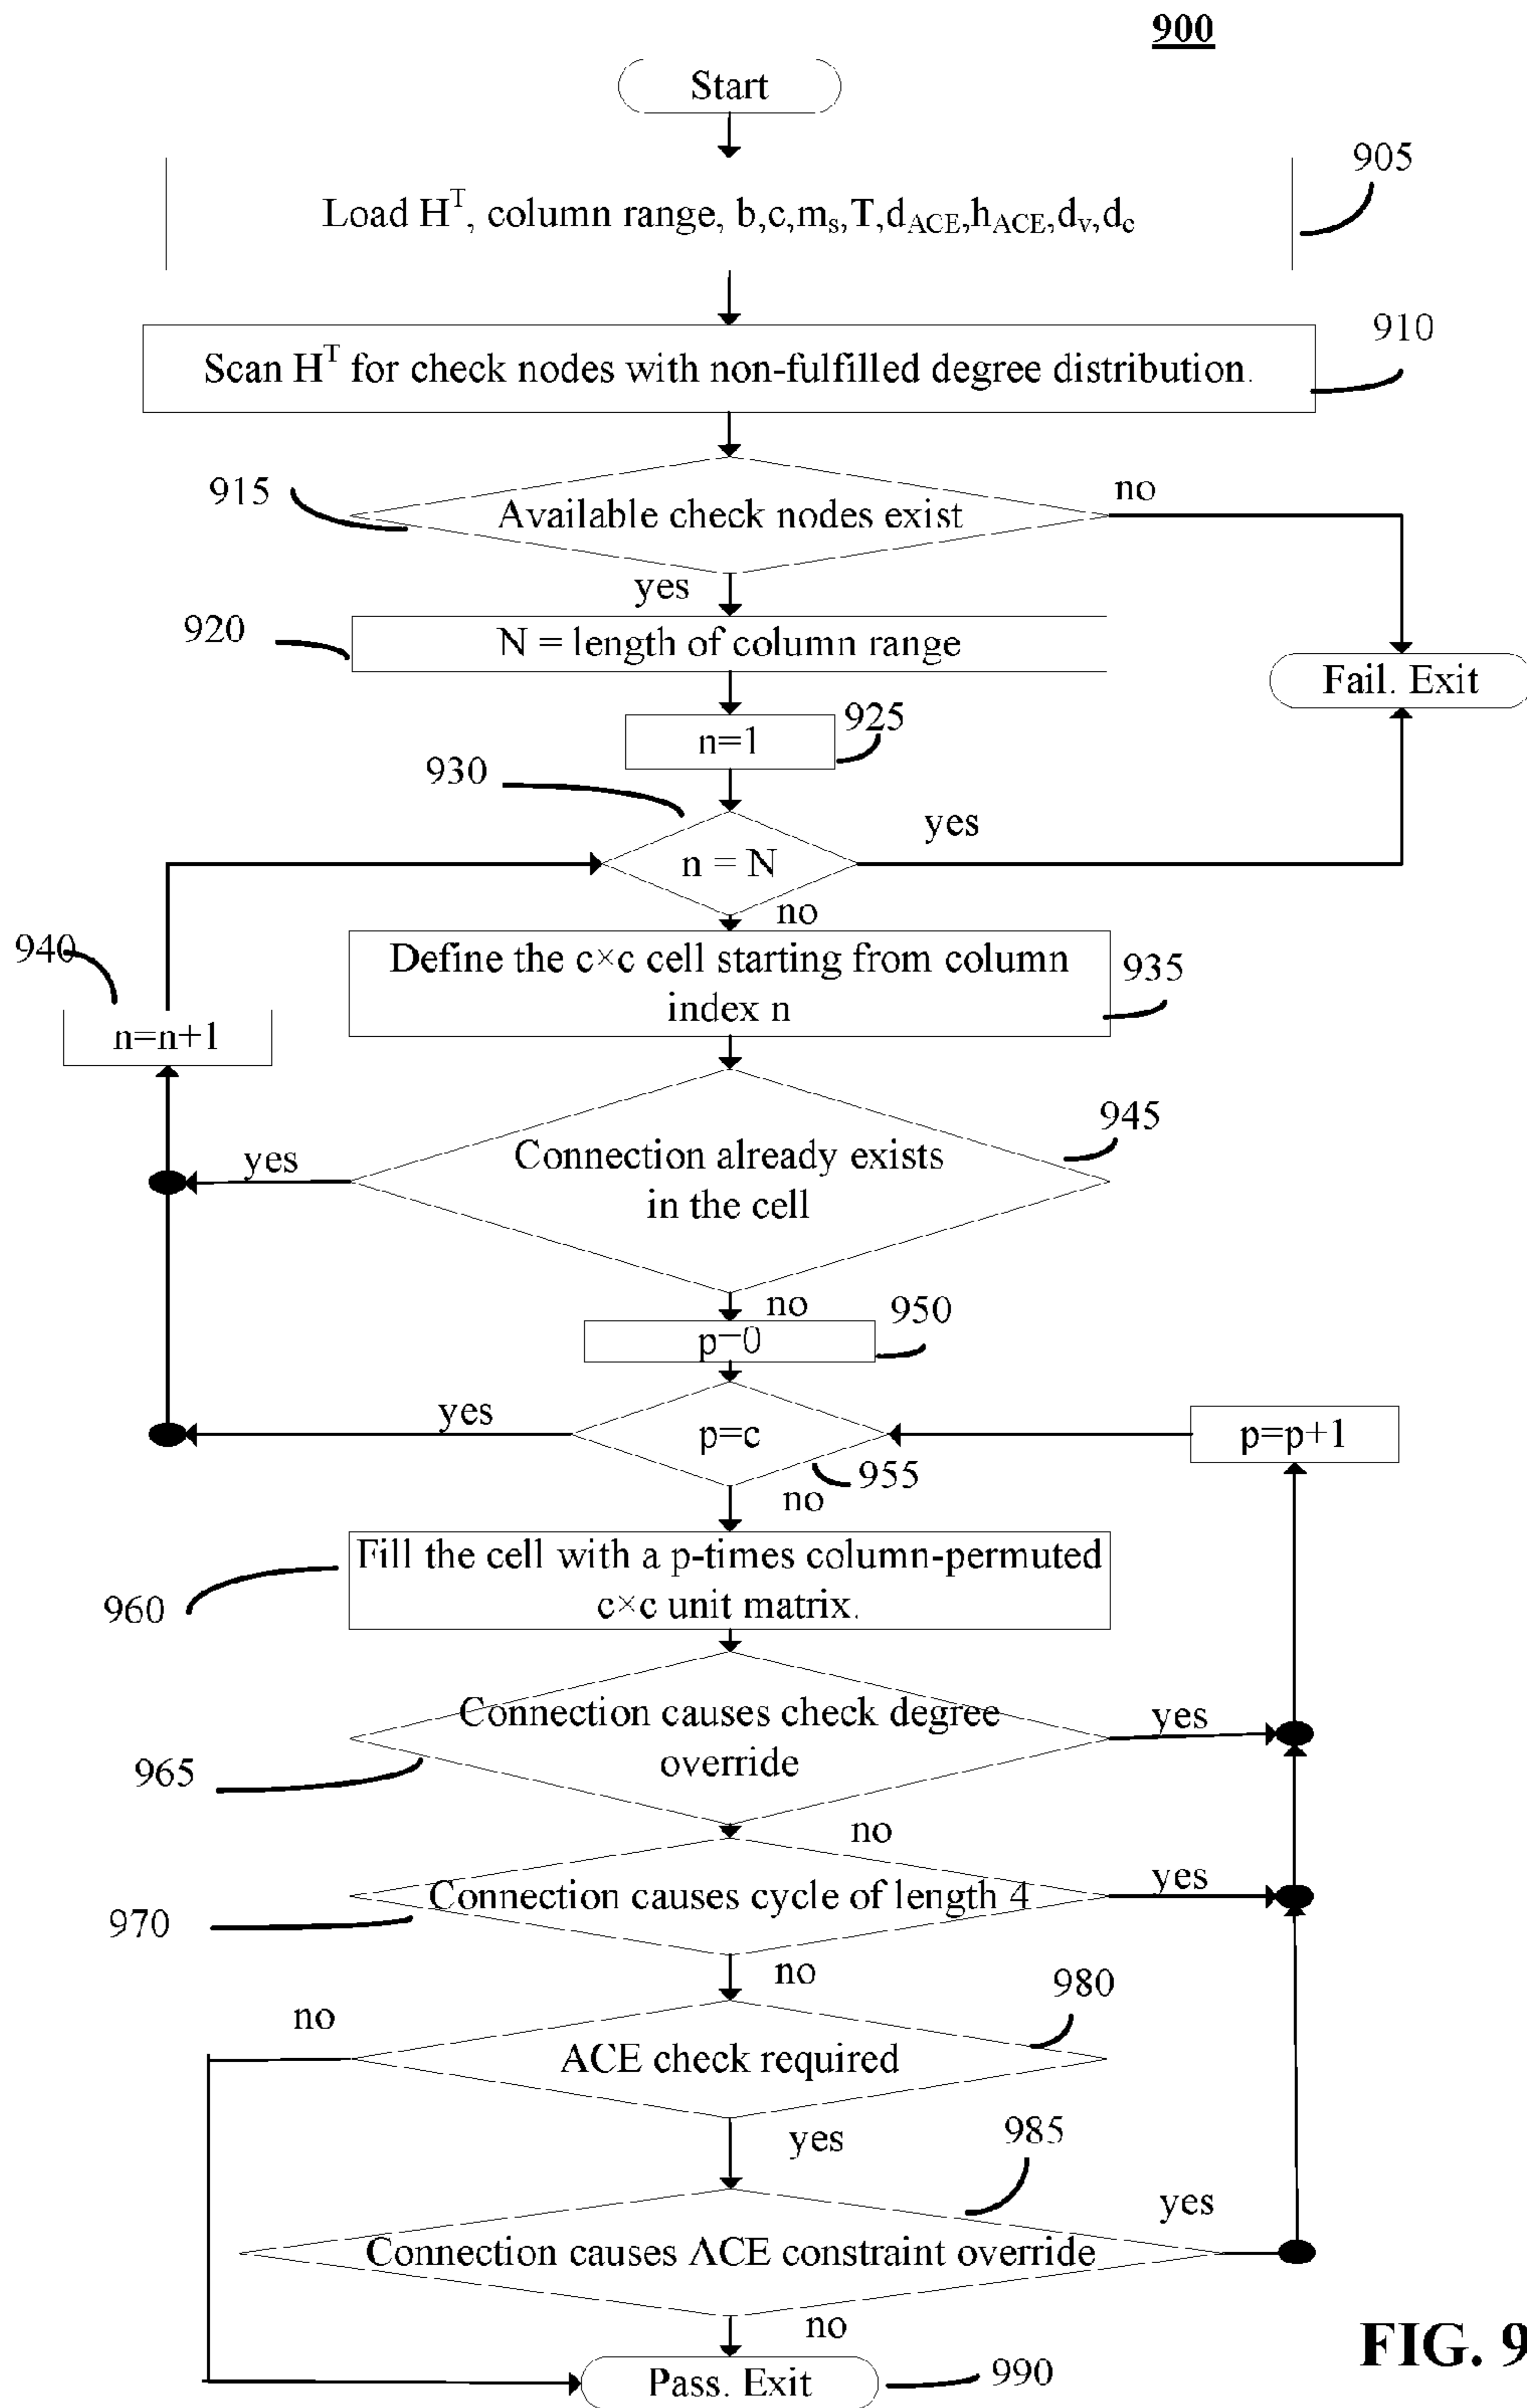 900
Start
905
Load Hᵀ, column range, b,c,mₛ,T,d_ACE,h_ACE,d_v,d_c
910
Scan Hᵀ for check nodes with non-fulfilled degree distribution.
915
no
Available check nodes exist
yes
920
N = length of column range
Fail. Exit
925
n=1
930
yes
n = N
no
940
Define the c×c cell starting from column
index n
935
n=n+1
945
yes
Connection already exists
in the cell
no
950
p=0
yes
p=c
p=p+1
955
no
Fill the cell with a p-times column-permuted
c×c unit matrix.
960
Connection causes check degree
override
yes
965
no
Connection causes cycle of length 4
yes
970
no
980
no
ACE check required
yes
985
yes
Connection causes ACE constraint override
no
FIG. 9
Pass. Exit
990